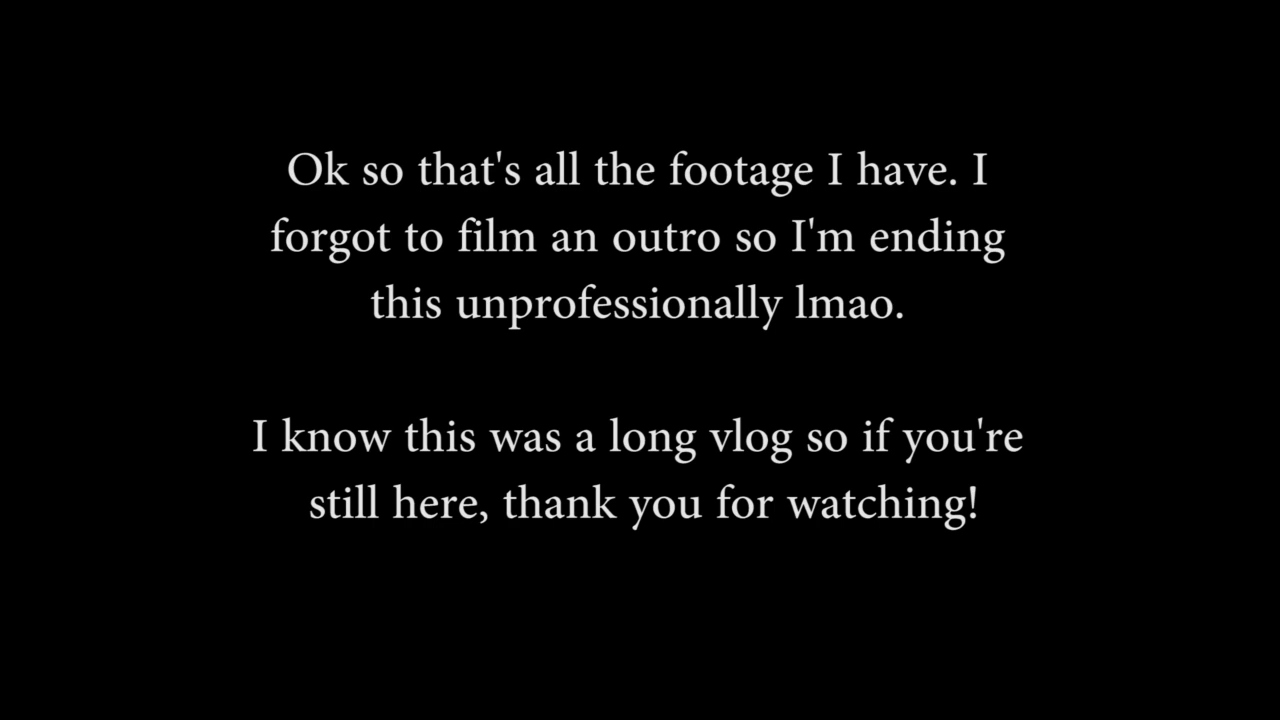 Ok so that's all the footage I have. I
forgot to film an outro so I'm ending
this unprofessionally lmao.
I know this was a long vlog so if you're
still here, thank you for watching!